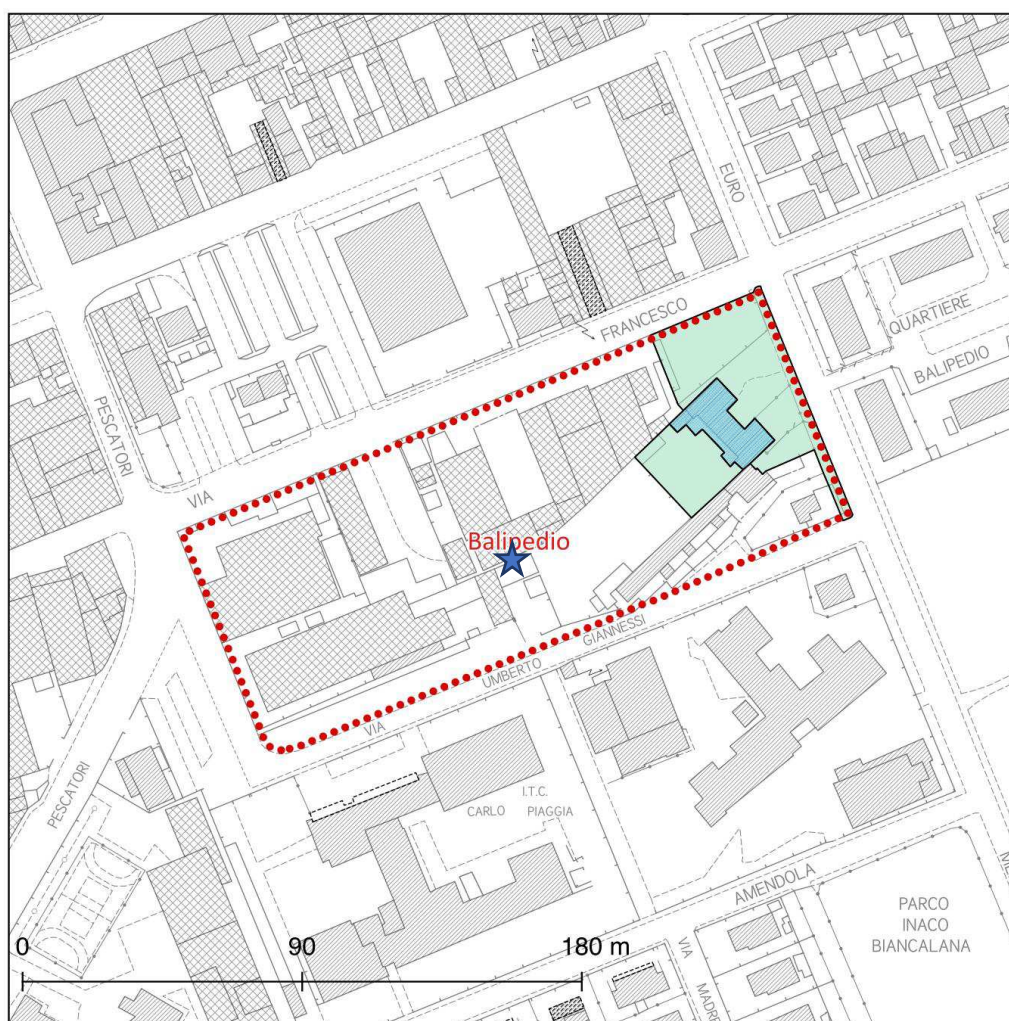 EURO
FRANCESCO
QUARTIERE
BALIPEDIO
PESCATORI
VIA
Balipedio
GIANNESSI
UMBERTO
VIA
PESCATORI
I.T.C.
CARLO PIAGGIA
AMENDOLA
PARCO
INACO
BIANCALANA
VIA
MADRE
0 90 180 m